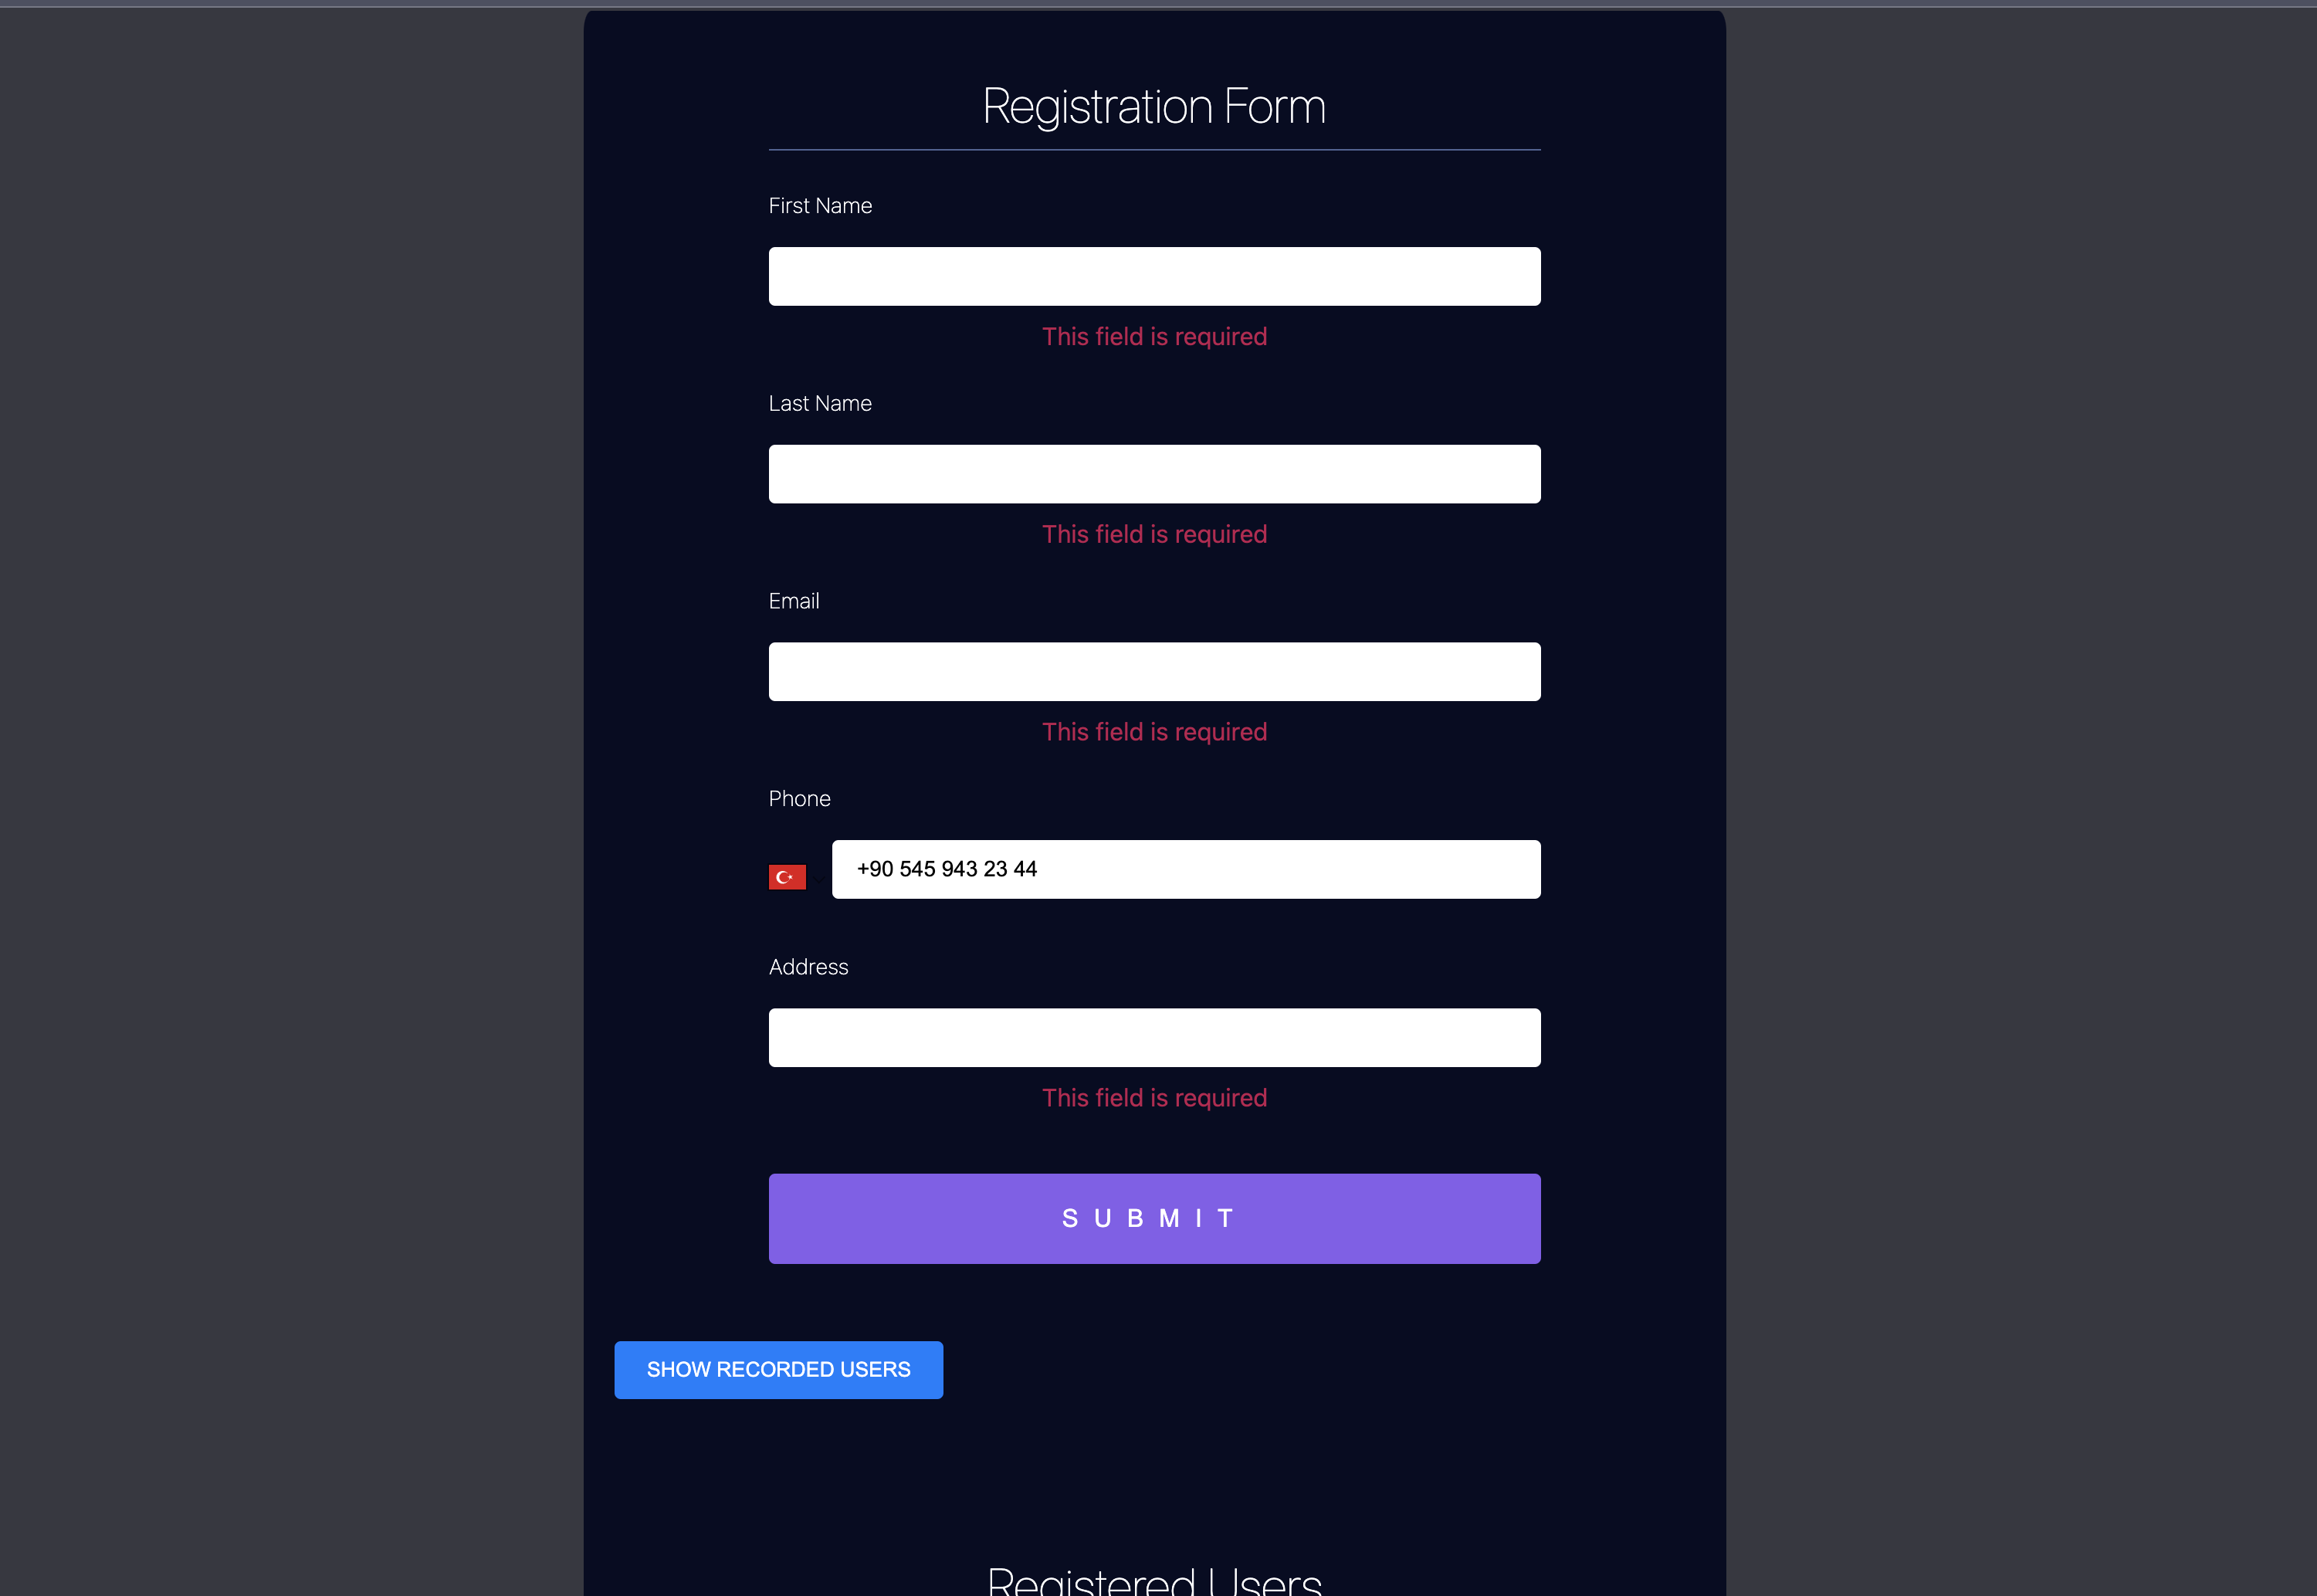 Registration Form
First Name
This field is required
Last Name
This field is required
Email
This field is required
Phone
+90 545 943 23 44
Address
This field is required
SUBMIT
SHOW RECORDED USERS
Registered Users